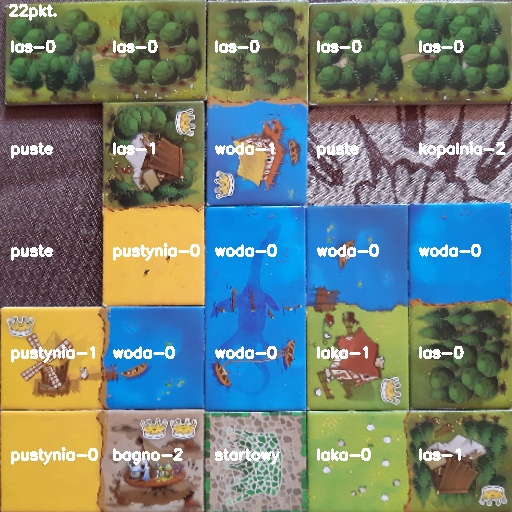 22pkt.
las-0 las-0 las-0 las-0 las-0
puste las-1 woda-1 puste kopalnia-2
puste pustynia-0 woda-0 woda-0 woda-0
pustynia-1 woda-0 woda-0 laka-1 las-0
pustynia-0 bagno-2 startowy laka-0 las-1